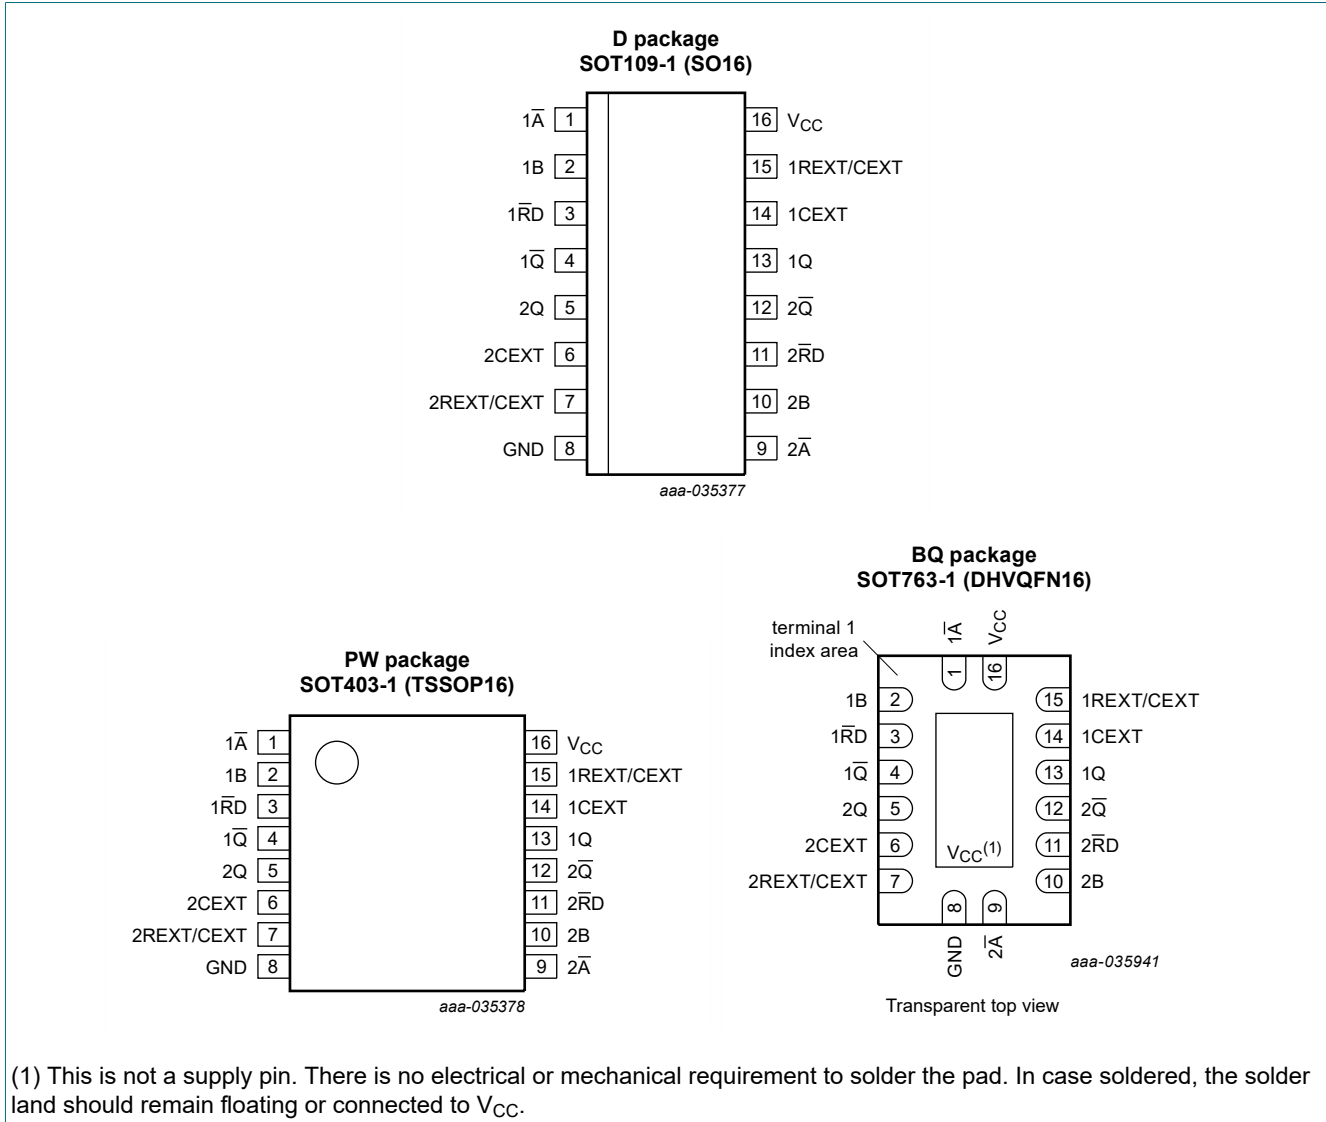 D package
SOT109-1 (SO16)
1A̅ 1
16 VCC
1B 2
15 1REXT/CEXT
1R̅D 3
14 1CEXT
1Q̅ 4
13 1Q
2Q 5
12 2Q̅
2CEXT 6
11 2R̅D
2REXT/CEXT 7
10 2B
GND 8
9 2A̅
aaa-035377
PW package
SOT403-1 (TSSOP16)
1A̅ 1
16 VCC
1B 2
15 1REXT/CEXT
1R̅D 3
14 1CEXT
1Q̅ 4
13 1Q
2Q 5
12 2Q̅
2CEXT 6
11 2R̅D
2REXT/CEXT 7
10 2B
GND 8
9 2A̅
aaa-035378
BQ package
SOT763-1 (DHVQFN16)
terminal 1
index area
1A̅
VCC
1
16
1B 2
15 1REXT/CEXT
1R̅D 3
14 1CEXT
1Q̅ 4
13 1Q
2Q 5
12 2Q̅
2CEXT 6
11 2R̅D
VCC(1)
2REXT/CEXT 7
10 2B
8
9
GND
2A̅
aaa-035941
Transparent top view
(1) This is not a supply pin. There is no electrical or mechanical requirement to solder the pad. In case soldered, the solder
land should remain floating or connected to VCC.